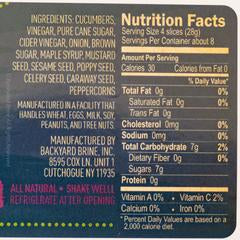 INGREDIENTS: CUCUMBERS,
VINEGAR, PURE CANE SUGAR,
CIDER VINEGAR, ONION, BROWN
SUGAR, MAPLE SYRUP, MUSTARD
SEED, SESAME SEED, POPPY SEED,
CELERY SEED, CARAWAY SEED,
PEPPERCORNS
MANUFACTURED IN A FACILITY THAT
HANDLES WHEAT, EGGS, MILK, SOY,
PEANUTS, AND TREE NUTS.
MANUFACTURED BY
BACKYARD BRINE, INC.
8595 COX LN. UNIT 1
CUTCHOGUE NY 11935
ALL NATURAL • SHAKE WELL
REFRIGERATE AFTER OPENING
Nutrition Facts
Serving Size 4 slices (28g)
Servings Per Container about 8
Amount Per Serving
Calories 30 Calories from Fat 0
% Daily Value*
Total Fat 0g 0%
Saturated Fat 0g 0%
Trans Fat 0g
Cholesterol 0mg 0%
Sodium 0mg 0%
Total Carbohydrate 7g 2%
Dietary Fiber 0g 0%
Sugars 7g
Protein 0g
Vitamin A 0% • Vitamin C 2%
Calcium 0% • Iron 0%
*Percent Daily Values are based on a
2,000 calorie diet.